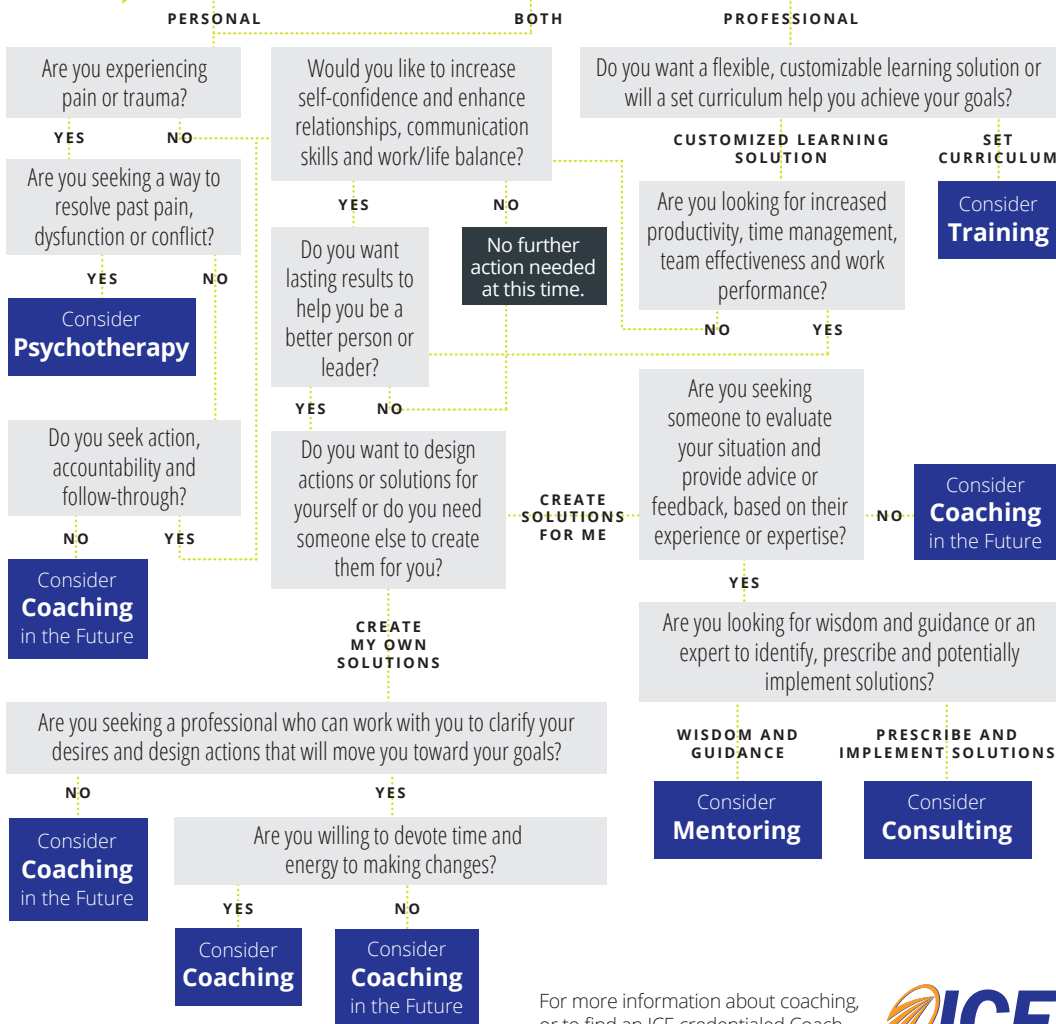 PERSONAL
BOTH
PROFESSIONAL
Are you experiencing
pain or trauma?
YES
NO
Are you seeking a way to
resolve past pain,
dysfunction or conflict?
YES
NO
Consider
Psychotherapy
Do you seek action,
accountability and
follow-through?
NO
YES
Consider
Coaching
in the Future
Would you like to increase
self-confidence and enhance
relationships, communication
skills and work/life balance?
YES
NO
Do you want
lasting results to
help you be a
better person or
leader?
No further
action needed
at this time.
YES
NO
Do you want to design
actions or solutions for
yourself or do you need
someone else to create
them for you?
CREATE
SOLUTIONS
FOR ME
CREATE
MY OWN
SOLUTIONS
Do you want a flexible, customizable learning solution or
will a set curriculum help you achieve your goals?
CUSTOMIZED LEARNING
SOLUTION
SET
CURRICULUM
Are you looking for increased
productivity, time management,
team effectiveness and work
performance?
Consider
Training
NO
YES
Are you seeking
someone to evaluate
your situation and
provide advice or
feedback, based on their
experience or expertise?
NO
Consider
Coaching
in the Future
YES
Are you looking for wisdom and guidance or an
expert to identify, prescribe and potentially
implement solutions?
WISDOM AND
GUIDANCE
PRESCRIBE AND
IMPLEMENT SOLUTIONS
Consider
Mentoring
Consider
Consulting
Are you seeking a professional who can work with you to clarify your
desires and design actions that will move you toward your goals?
NO
YES
Consider
Coaching
in the Future
Are you willing to devote time and
energy to making changes?
YES
NO
Consider
Coaching
Consider
Coaching
in the Future
For more information about coaching,
or to find an ICF-credentialed Coach
ICF